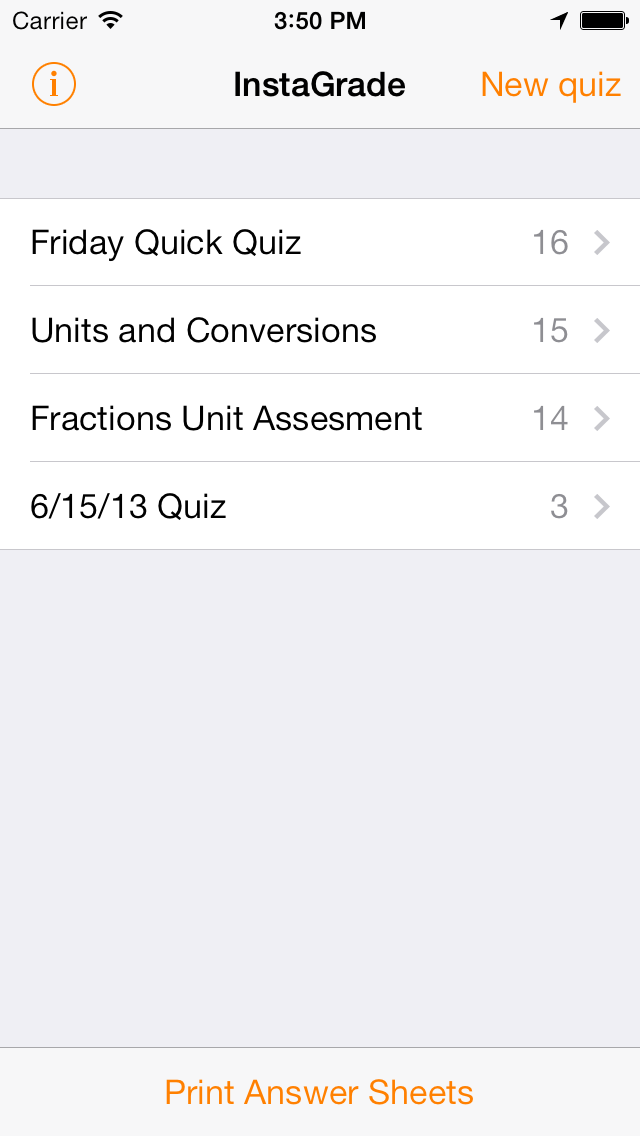 Carrier 3:50 PM
i InstaGrade New quiz
Friday Quick Quiz 16
Units and Conversions 15
Fractions Unit Assesment 14
6/15/13 Quiz 3
Print Answer Sheets